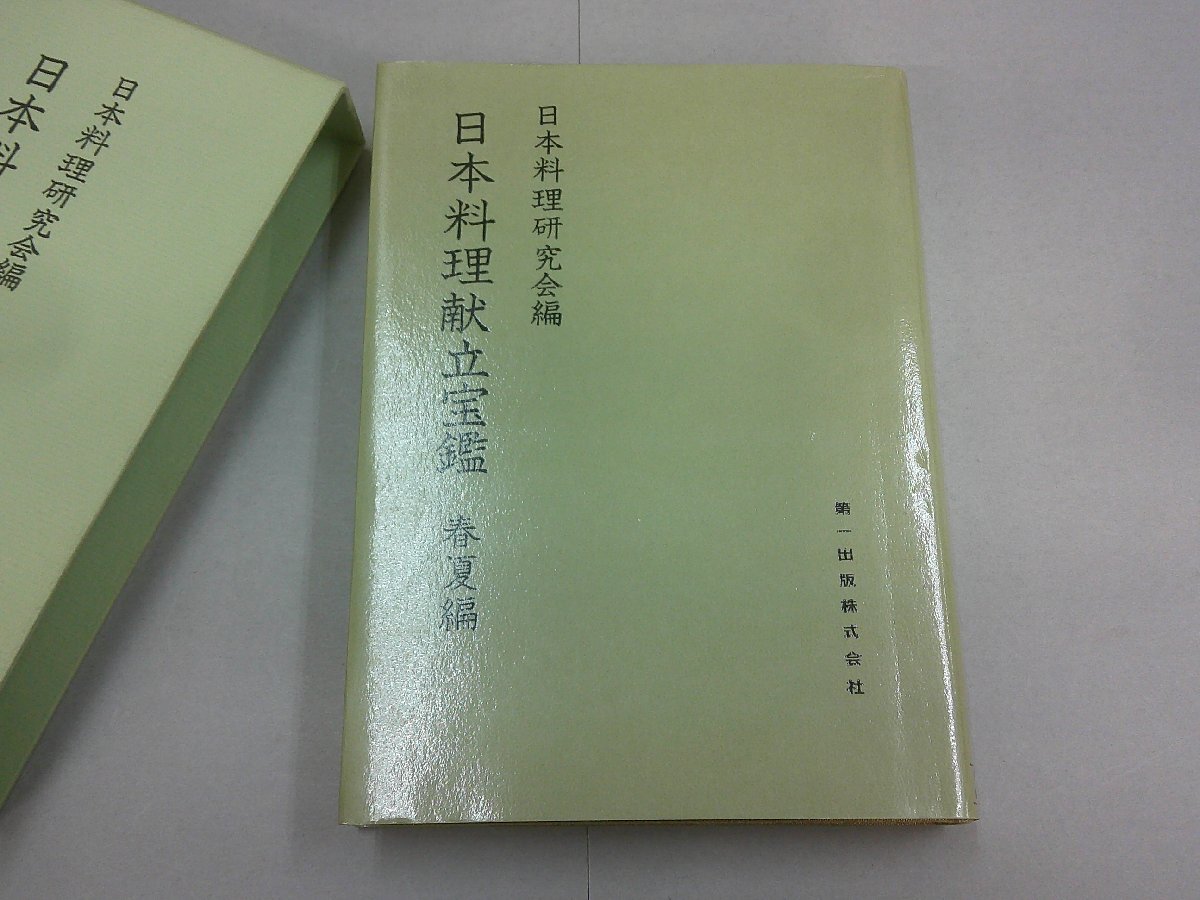 日本料理研究会編
日本料理献立宝鑑 春夏編
第一出版株式会社
日本料理研究会編
日本料